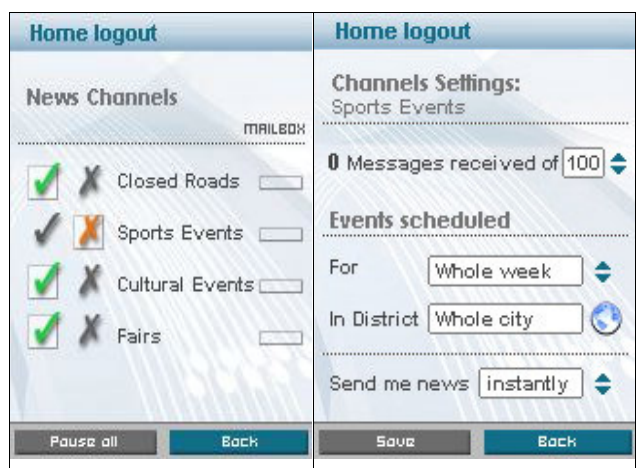 Home logout
News Channels
MAILBOX
Closed Roads
Sports Events
Cultural Events
Fairs
Pause all Back
Home logout
Channels Settings:
Sports Events
0 Messages received of 100
Events scheduled
For Whole week
In District Whole city
Send me news instantly
Save Back